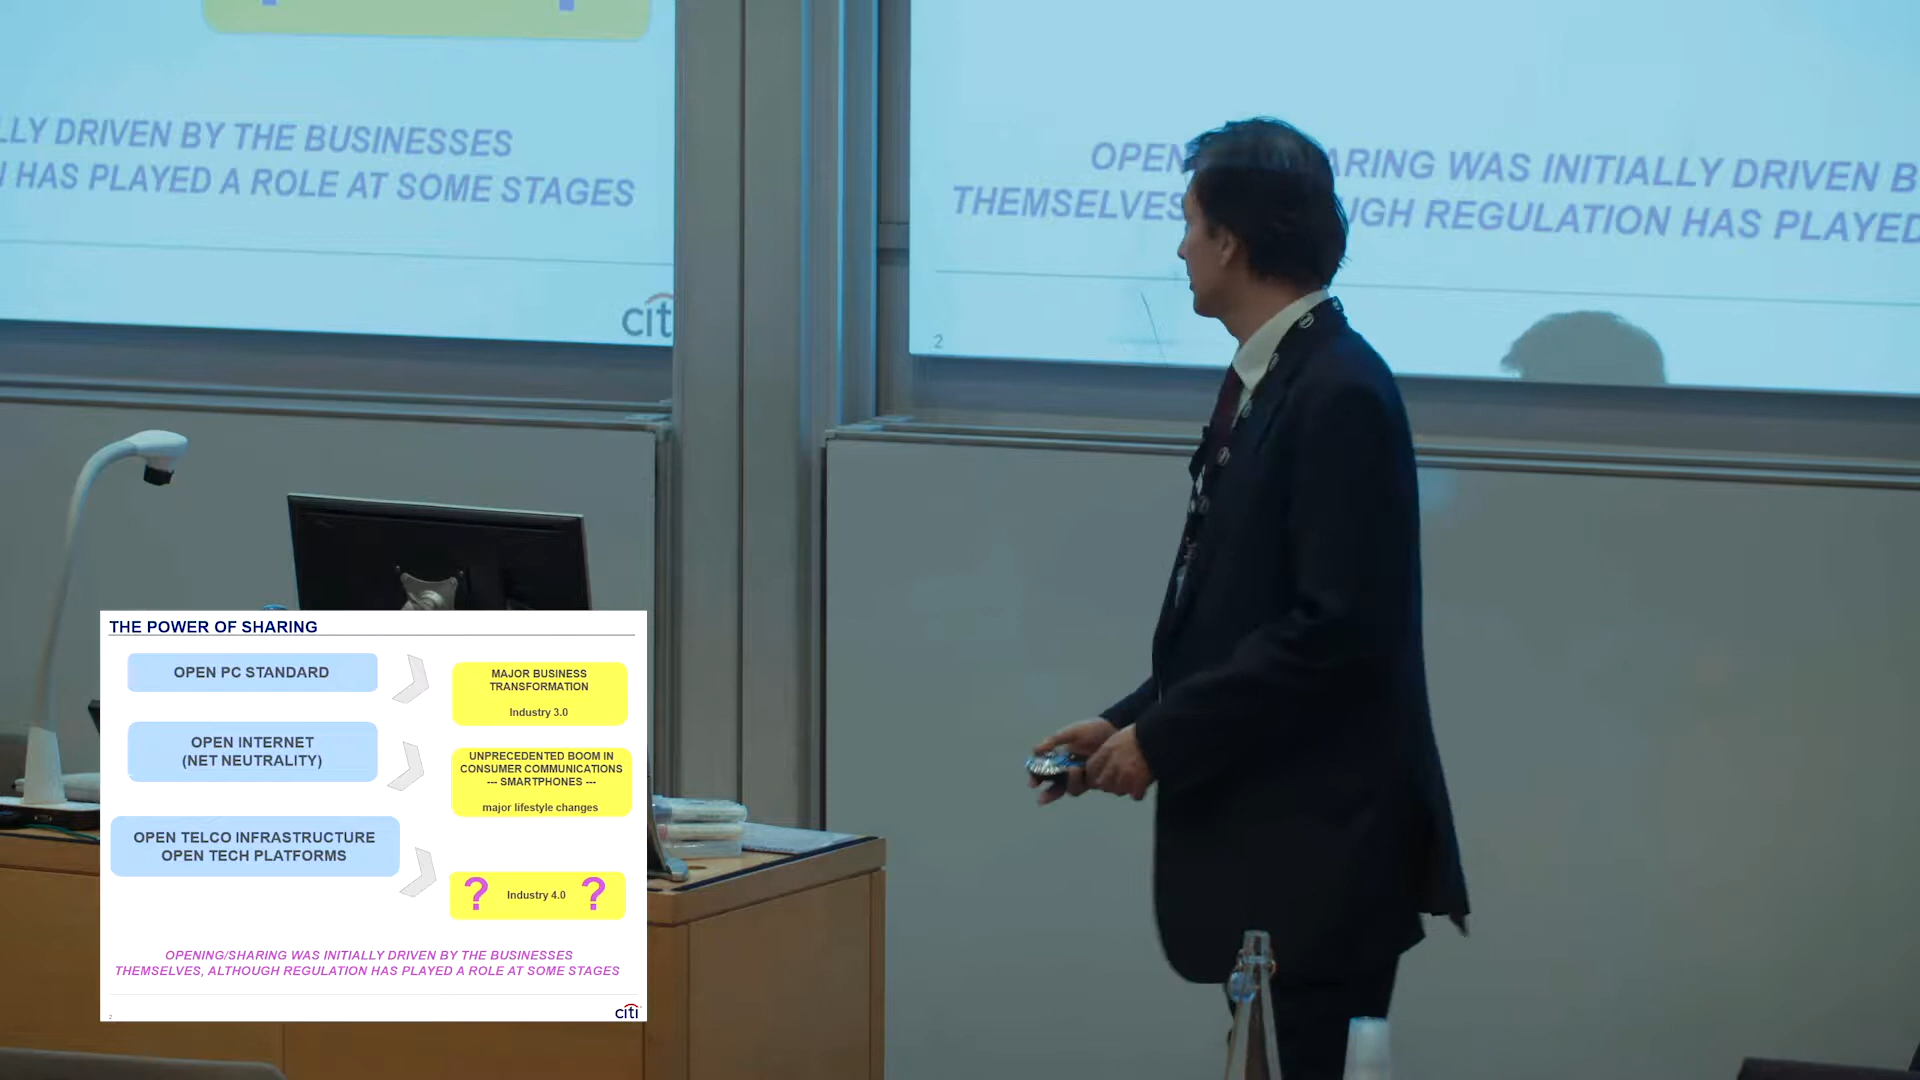 LLY DRIVEN BY THE BUSINESSES
HAS PLAYED A ROLE AT SOME STAGES
citi
OPEN ARING WAS INITIALLY DRIVEN B
THEMSELVES UGH REGULATION HAS PLAYED
2
THE POWER OF SHARING
OPEN PC STANDARD
MAJOR BUSINESS
TRANSFORMATION
Industry 3.0
OPEN INTERNET
(NET NEUTRALITY)
UNPRECEDENTED BOOM IN
CONSUMER COMMUNICATIONS
--- SMARTPHONES ---
major lifestyle changes
OPEN TELCO INFRASTRUCTURE
OPEN TECH PLATFORMS
? Industry 4.0 ?
OPENING/SHARING WAS INITIALLY DRIVEN BY THE BUSINESSES
THEMSELVES, ALTHOUGH REGULATION HAS PLAYED A ROLE AT SOME STAGES
2
citi